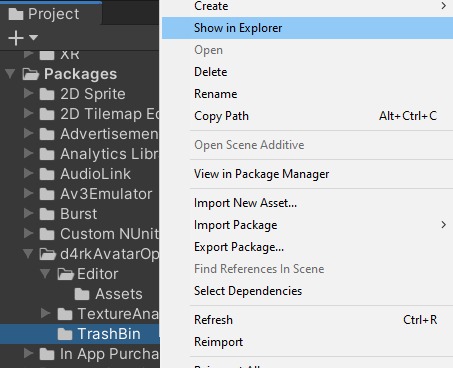 Project
XR
Packages
2D Sprite
2D Tilemap Ed
Advertisemen
Analytics Libr
AudioLink
Av3Emulator
Burst
Custom NUnit
d4rkAvatarOp
Editor
Assets
TextureAna
TrashBin
In App Purcha
Create
Show in Explorer
Open
Delete
Rename
Copy Path Alt+Ctrl+C
Open Scene Additive
View in Package Manager
Import New Asset...
Import Package
Export Package...
Find References In Scene
Select Dependencies
Refresh Ctrl+R
Reimport